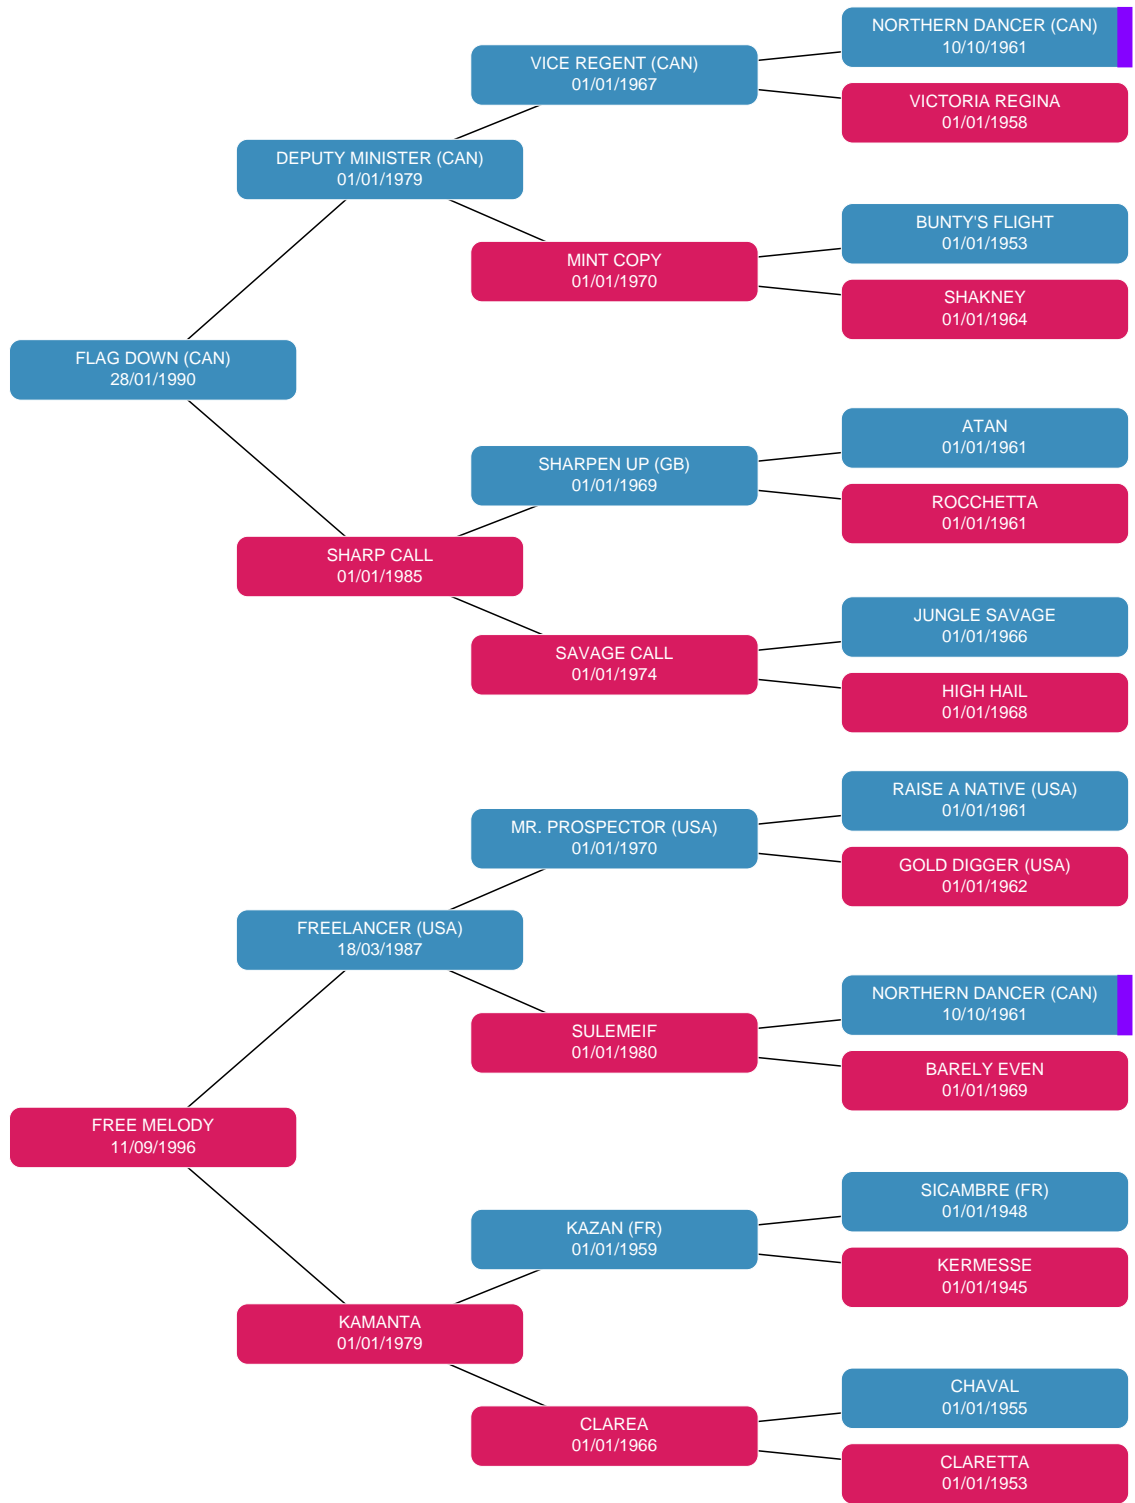 NORTHERN DANCER (CAN)
10/10/1961
VICE REGENT (CAN)
01/01/1967
VICTORIA REGINA
01/01/1958
DEPUTY MINISTER (CAN)
01/01/1979
BUNTY'S FLIGHT
01/01/1953
MINT COPY
01/01/1970
SHAKNEY
01/01/1964
FLAG DOWN (CAN)
28/01/1990
ATAN
01/01/1961
SHARPEN UP (GB)
01/01/1969
ROCCHETTA
01/01/1961
SHARP CALL
01/01/1985
JUNGLE SAVAGE
01/01/1966
SAVAGE CALL
01/01/1974
HIGH HAIL
01/01/1968
RAISE A NATIVE (USA)
01/01/1961
MR. PROSPECTOR (USA)
01/01/1970
GOLD DIGGER (USA)
01/01/1962
FREELANCER (USA)
18/03/1987
NORTHERN DANCER (CAN)
10/10/1961
SULEMEIF
01/01/1980
BARELY EVEN
01/01/1969
FREE MELODY
11/09/1996
SICAMBRE (FR)
01/01/1948
KAZAN (FR)
01/01/1959
KERMESSE
01/01/1945
KAMANTA
01/01/1979
CHAVAL
01/01/1955
CLAREA
01/01/1966
CLARETTA
01/01/1953